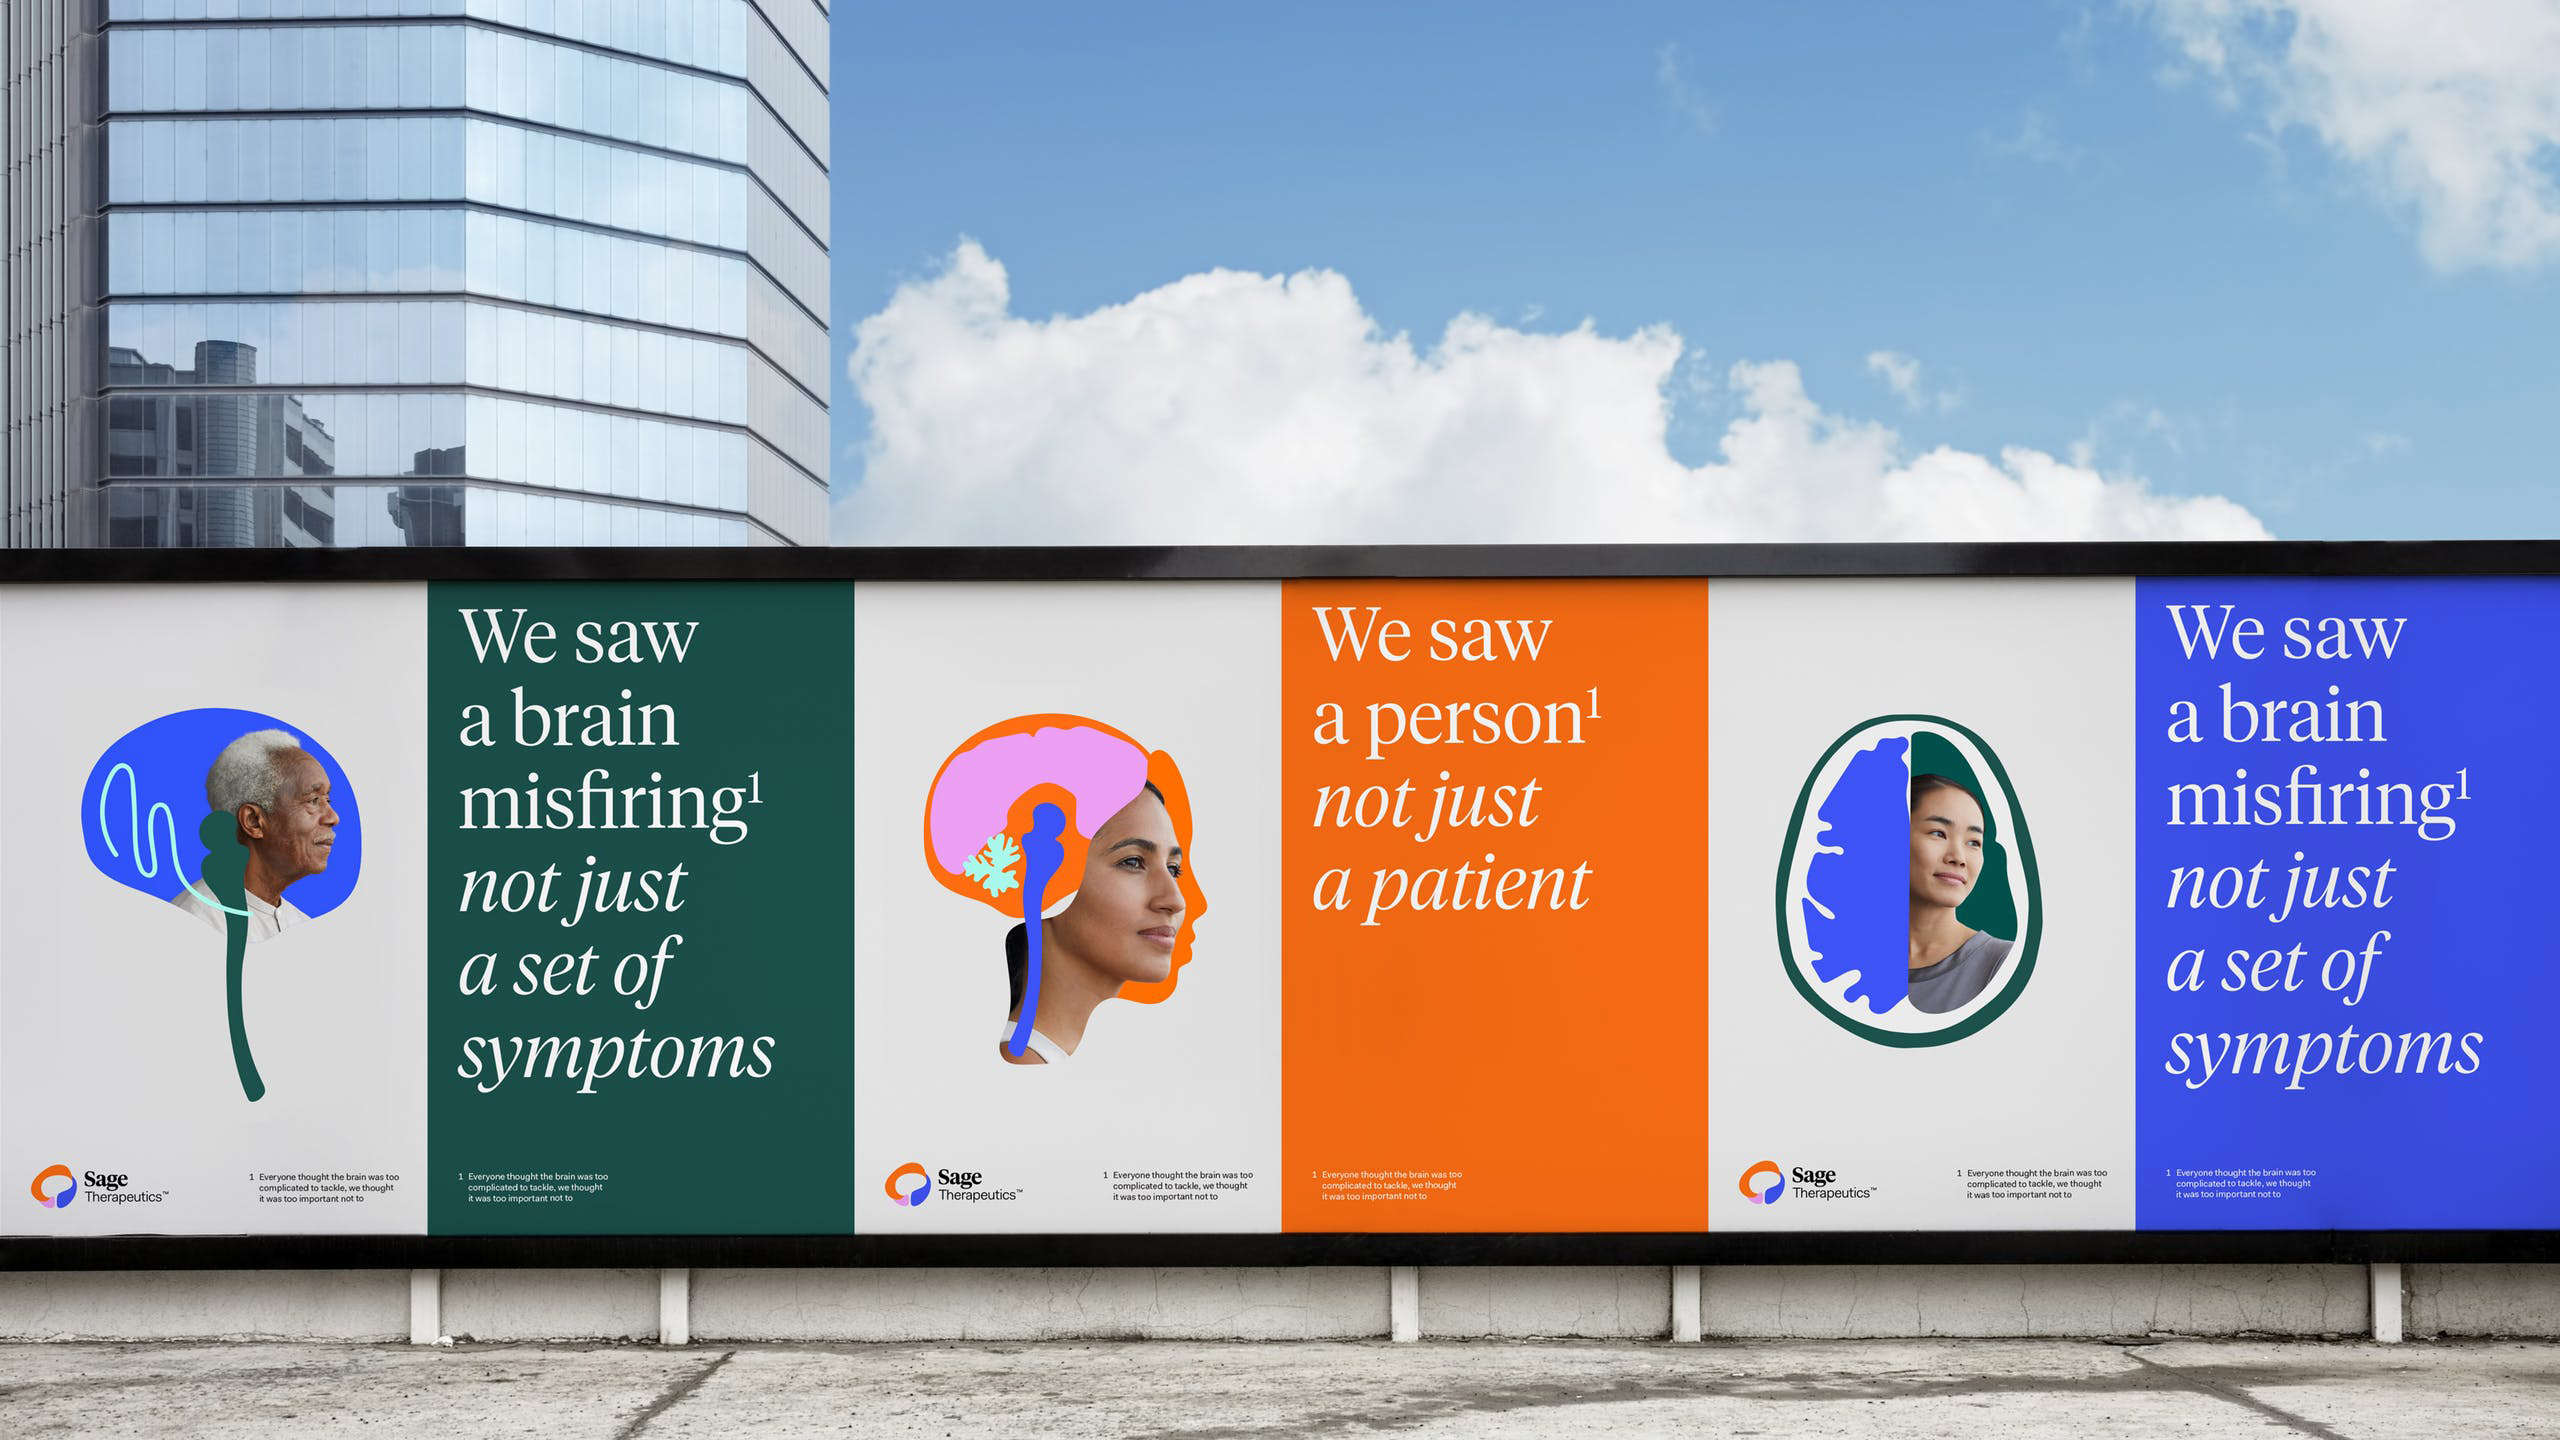 Sage
Therapeutics™
1 Everyone thought the brain was too
complicated to tackle, we thought
it was too important not to
We saw
a brain
misfiring¹
not just
a set of
symptoms
1 Everyone thought the brain was too
complicated to tackle, we thought
it was too important not to
Sage
Therapeutics™
1 Everyone thought the brain was too
complicated to tackle, we thought
it was too important not to
We saw
a person¹
not just
a patient
1 Everyone thought the brain was too
complicated to tackle, we thought
it was too important not to
Sage
Therapeutics™
1 Everyone thought the brain was too
complicated to tackle, we thought
it was too important not to
We saw
a brain
misfiring¹
not just
a set of
symptoms
1 Everyone thought the brain was too
complicated to tackle, we thought
it was too important not to